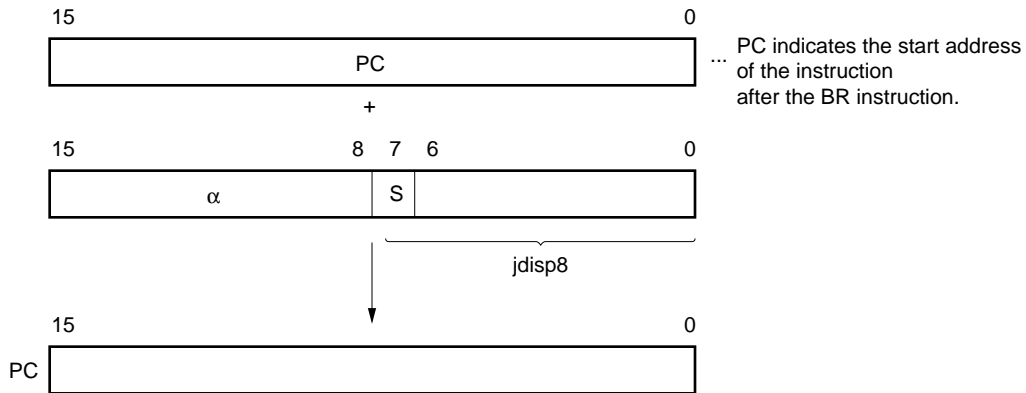 15 0
PC
... PC indicates the start address
of the instruction
after the BR instruction.
+
15 8 7 6 0
α S
jdisp8
15 0
PC